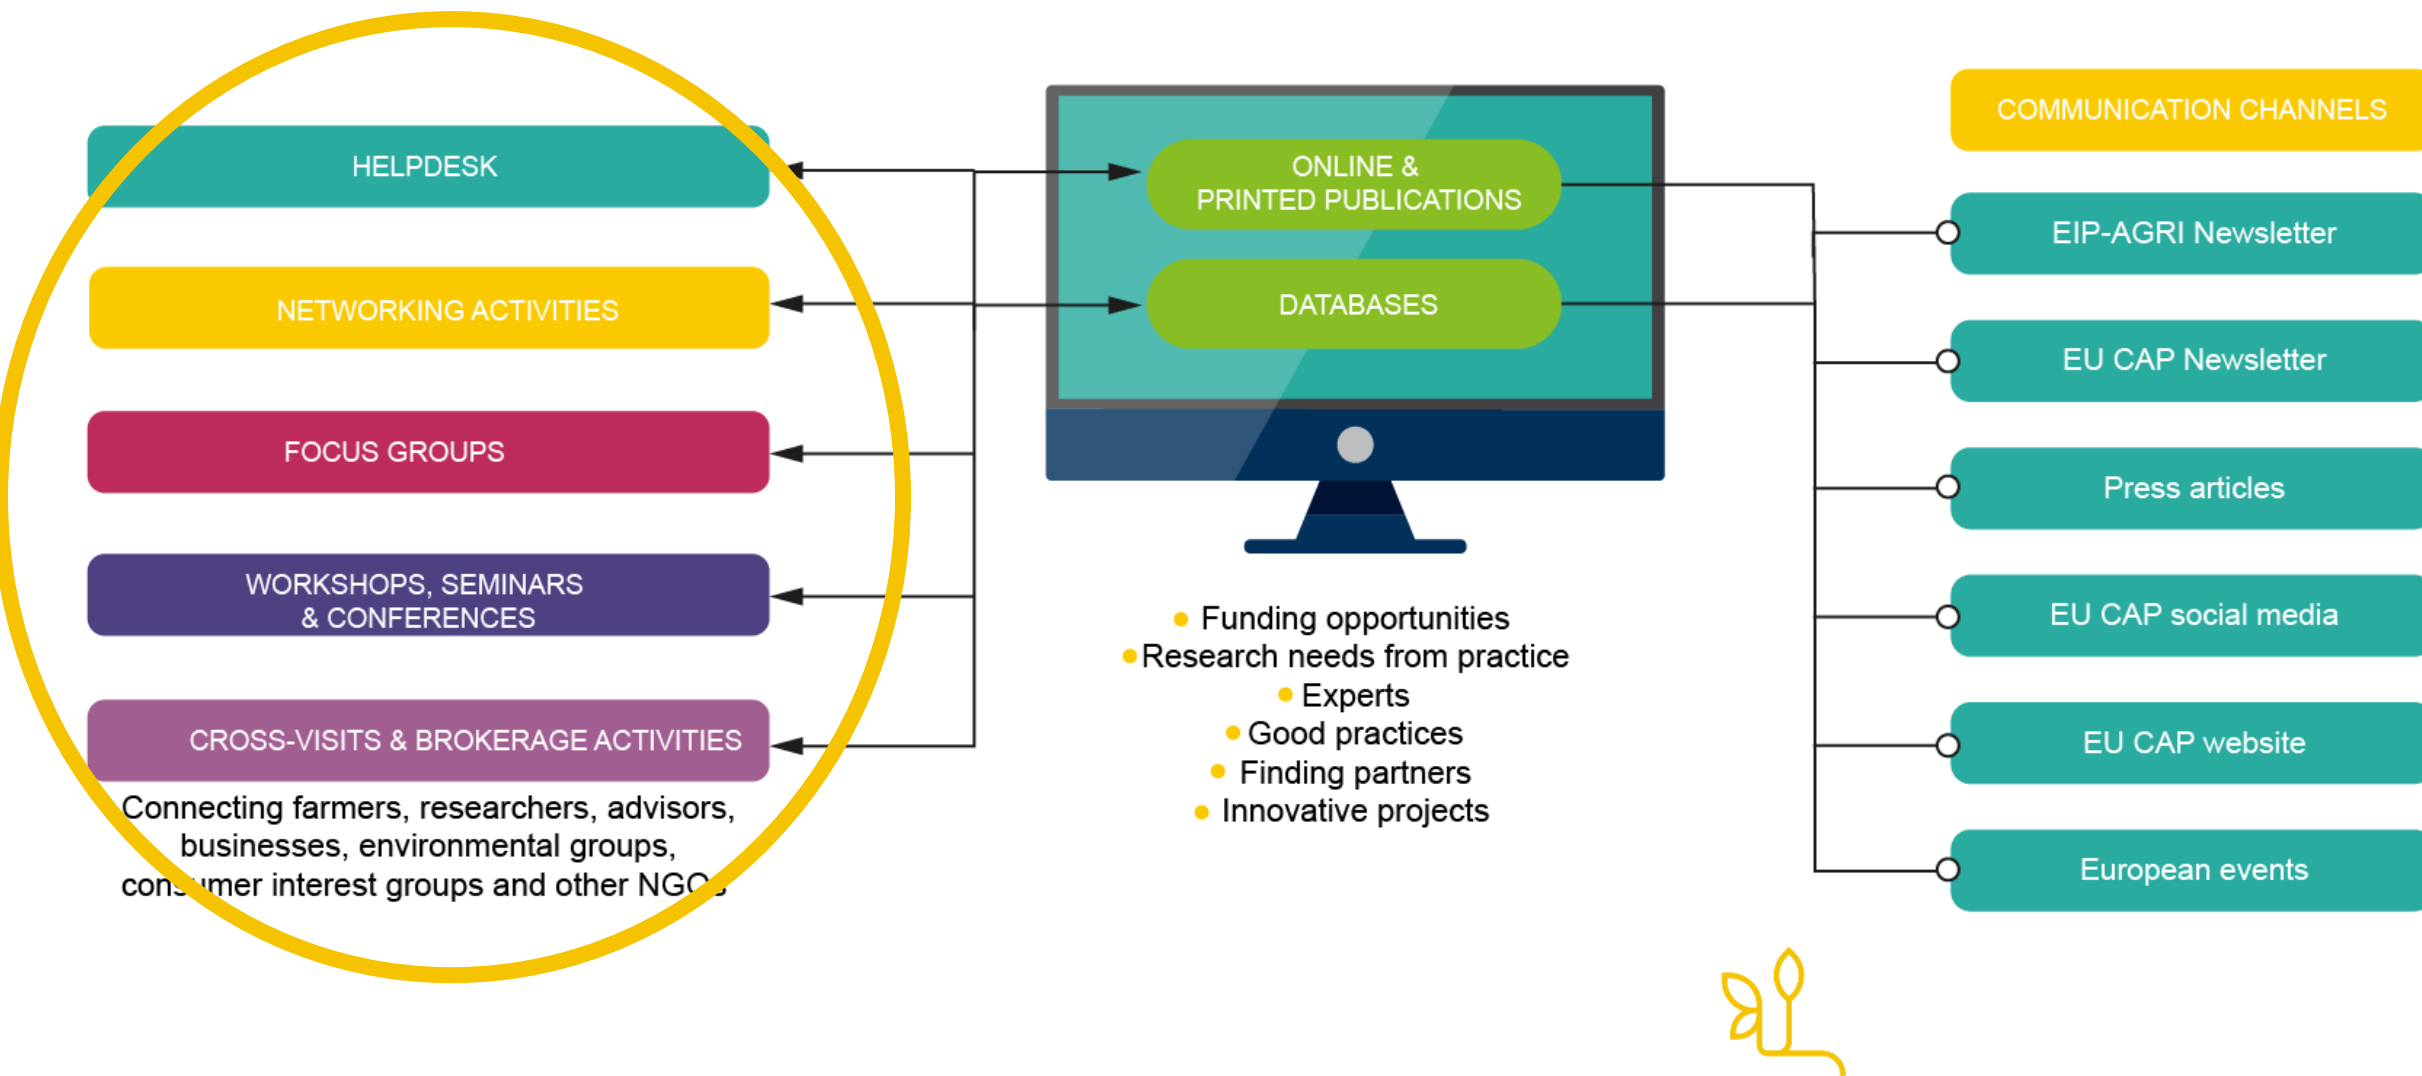 HELPDESK
NETWORKING ACTIVITIES
FOCUS GROUPS
WORKSHOPS, SEMINARS
& CONFERENCES
CROSS-VISITS & BROKERAGE ACTIVITIES
Connecting farmers, researchers, advisors,
businesses, environmental groups,
consumer interest groups and other NGOs
ONLINE &
PRINTED PUBLICATIONS
DATABASES
Funding opportunities
Research needs from practice
Experts
Good practices
Finding partners
Innovative projects
COMMUNICATION CHANNELS
EIP-AGRI Newsletter
EU CAP Newsletter
Press articles
EU CAP social media
EU CAP website
European events